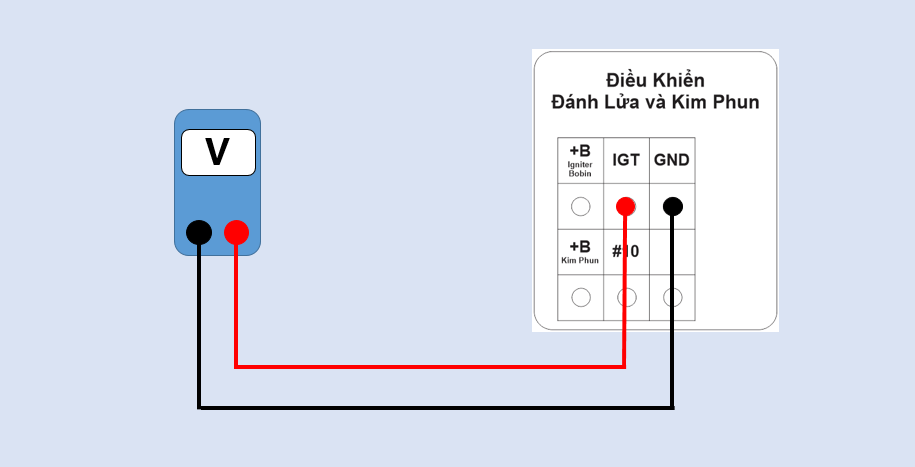 Điều Khiển
Đánh Lửa và Kim Phun
V
+B
Igniter
Bobin
IGT
GND
+B
Kim Phun
#10